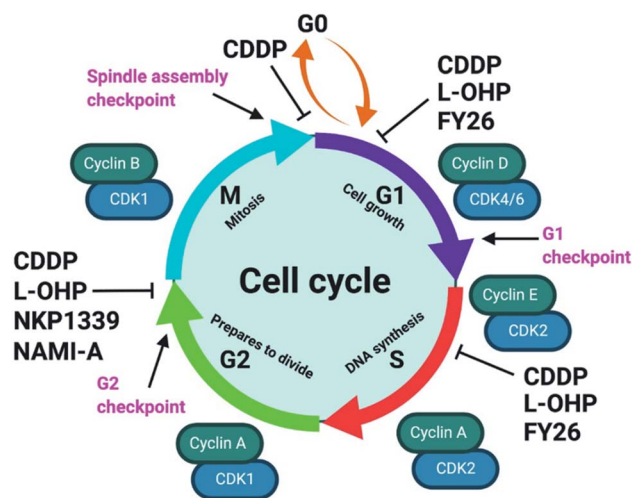 G0
CDDP
Spindle assembly
checkpoint
CDDP
L-OHP
FY26
Cyclin B
CDK1
Cyclin D
CDK4/6
M
Mitosis
G1
Cell growth
G1
checkpoint
Cell cycle
CDDP
L-OHP
NKP1339
NAMI-A
Cyclin E
CDK2
Prepares to divide
G2
DNA synthesis
S
G2
checkpoint
CDDP
L-OHP
FY26
Cyclin A
CDK1
Cyclin A
CDK2